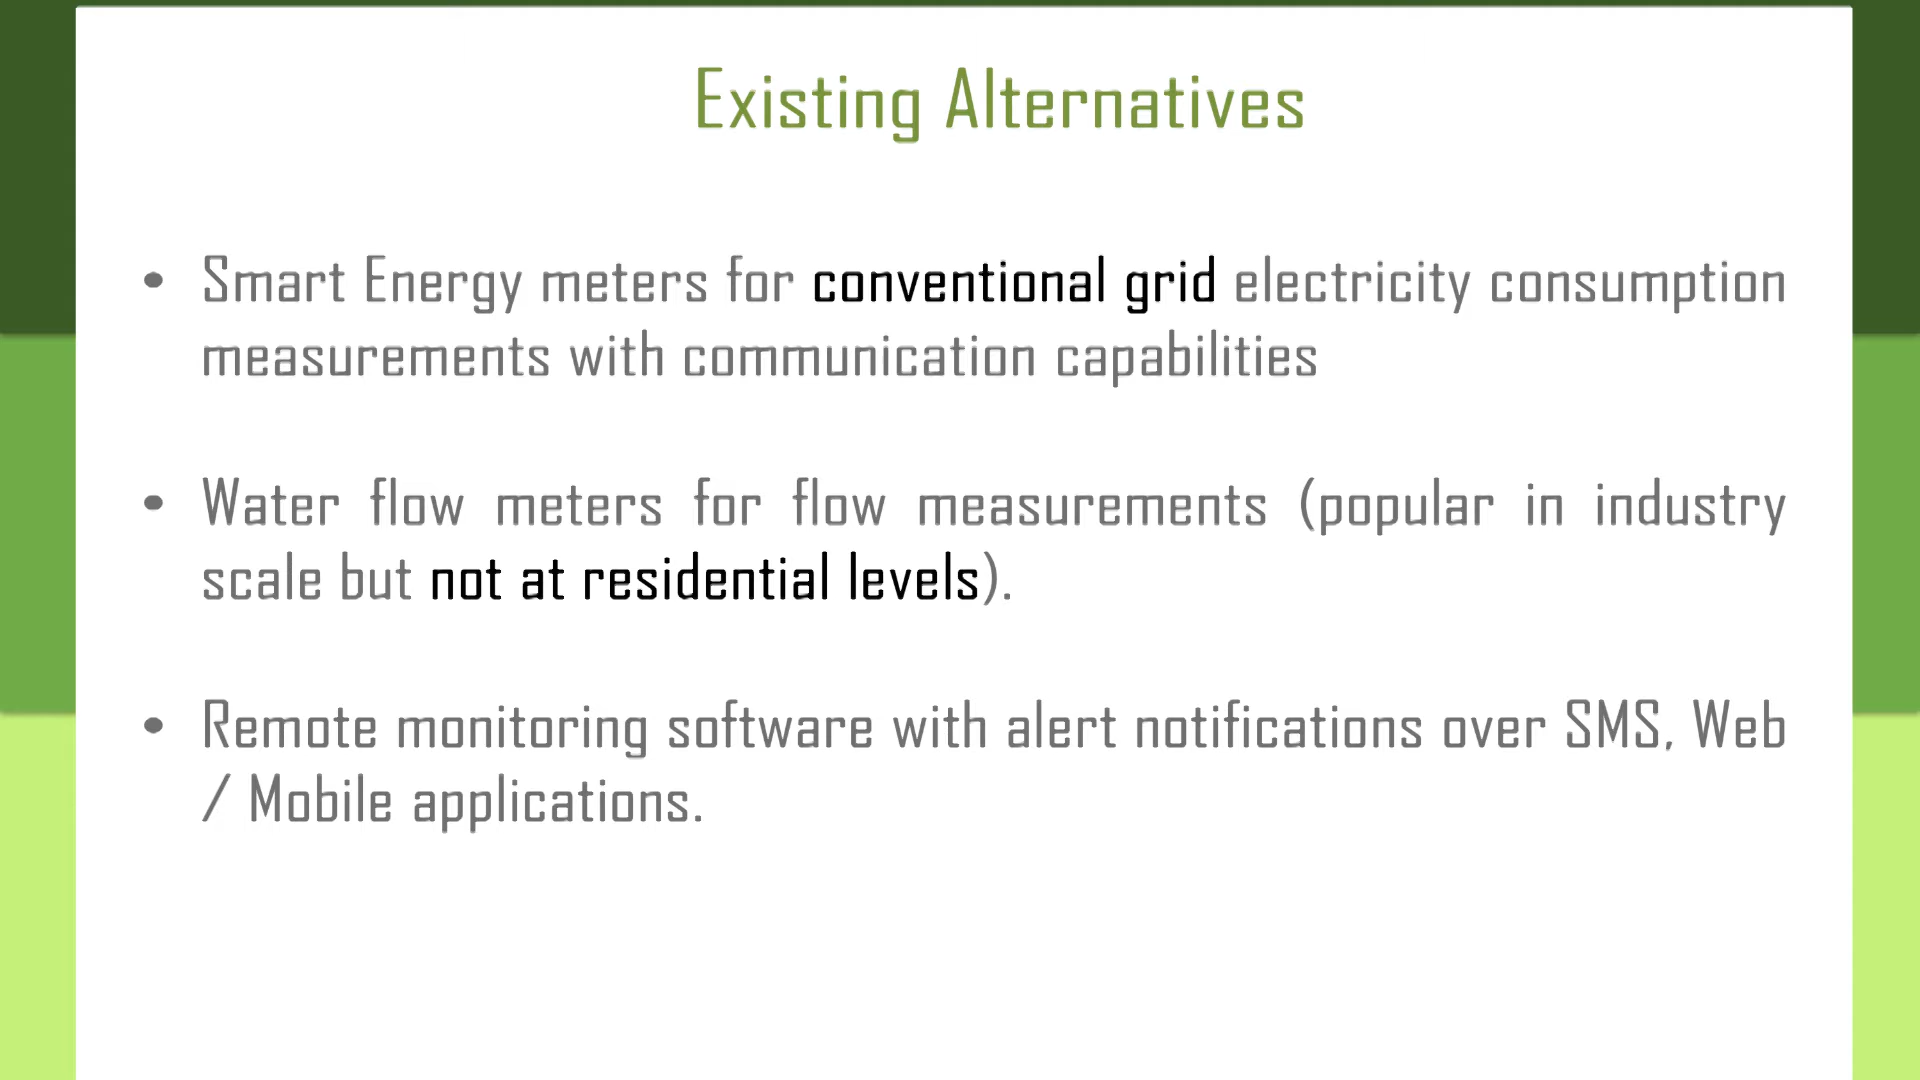 Existing Alternatives
• Smart Energy meters for conventional grid electricity consumption
measurements with communication capabilities
• Water flow meters for flow measurements (popular in industry
scale but not at residential levels).
• Remote monitoring software with alert notifications over SMS, Web
/ Mobile applications.